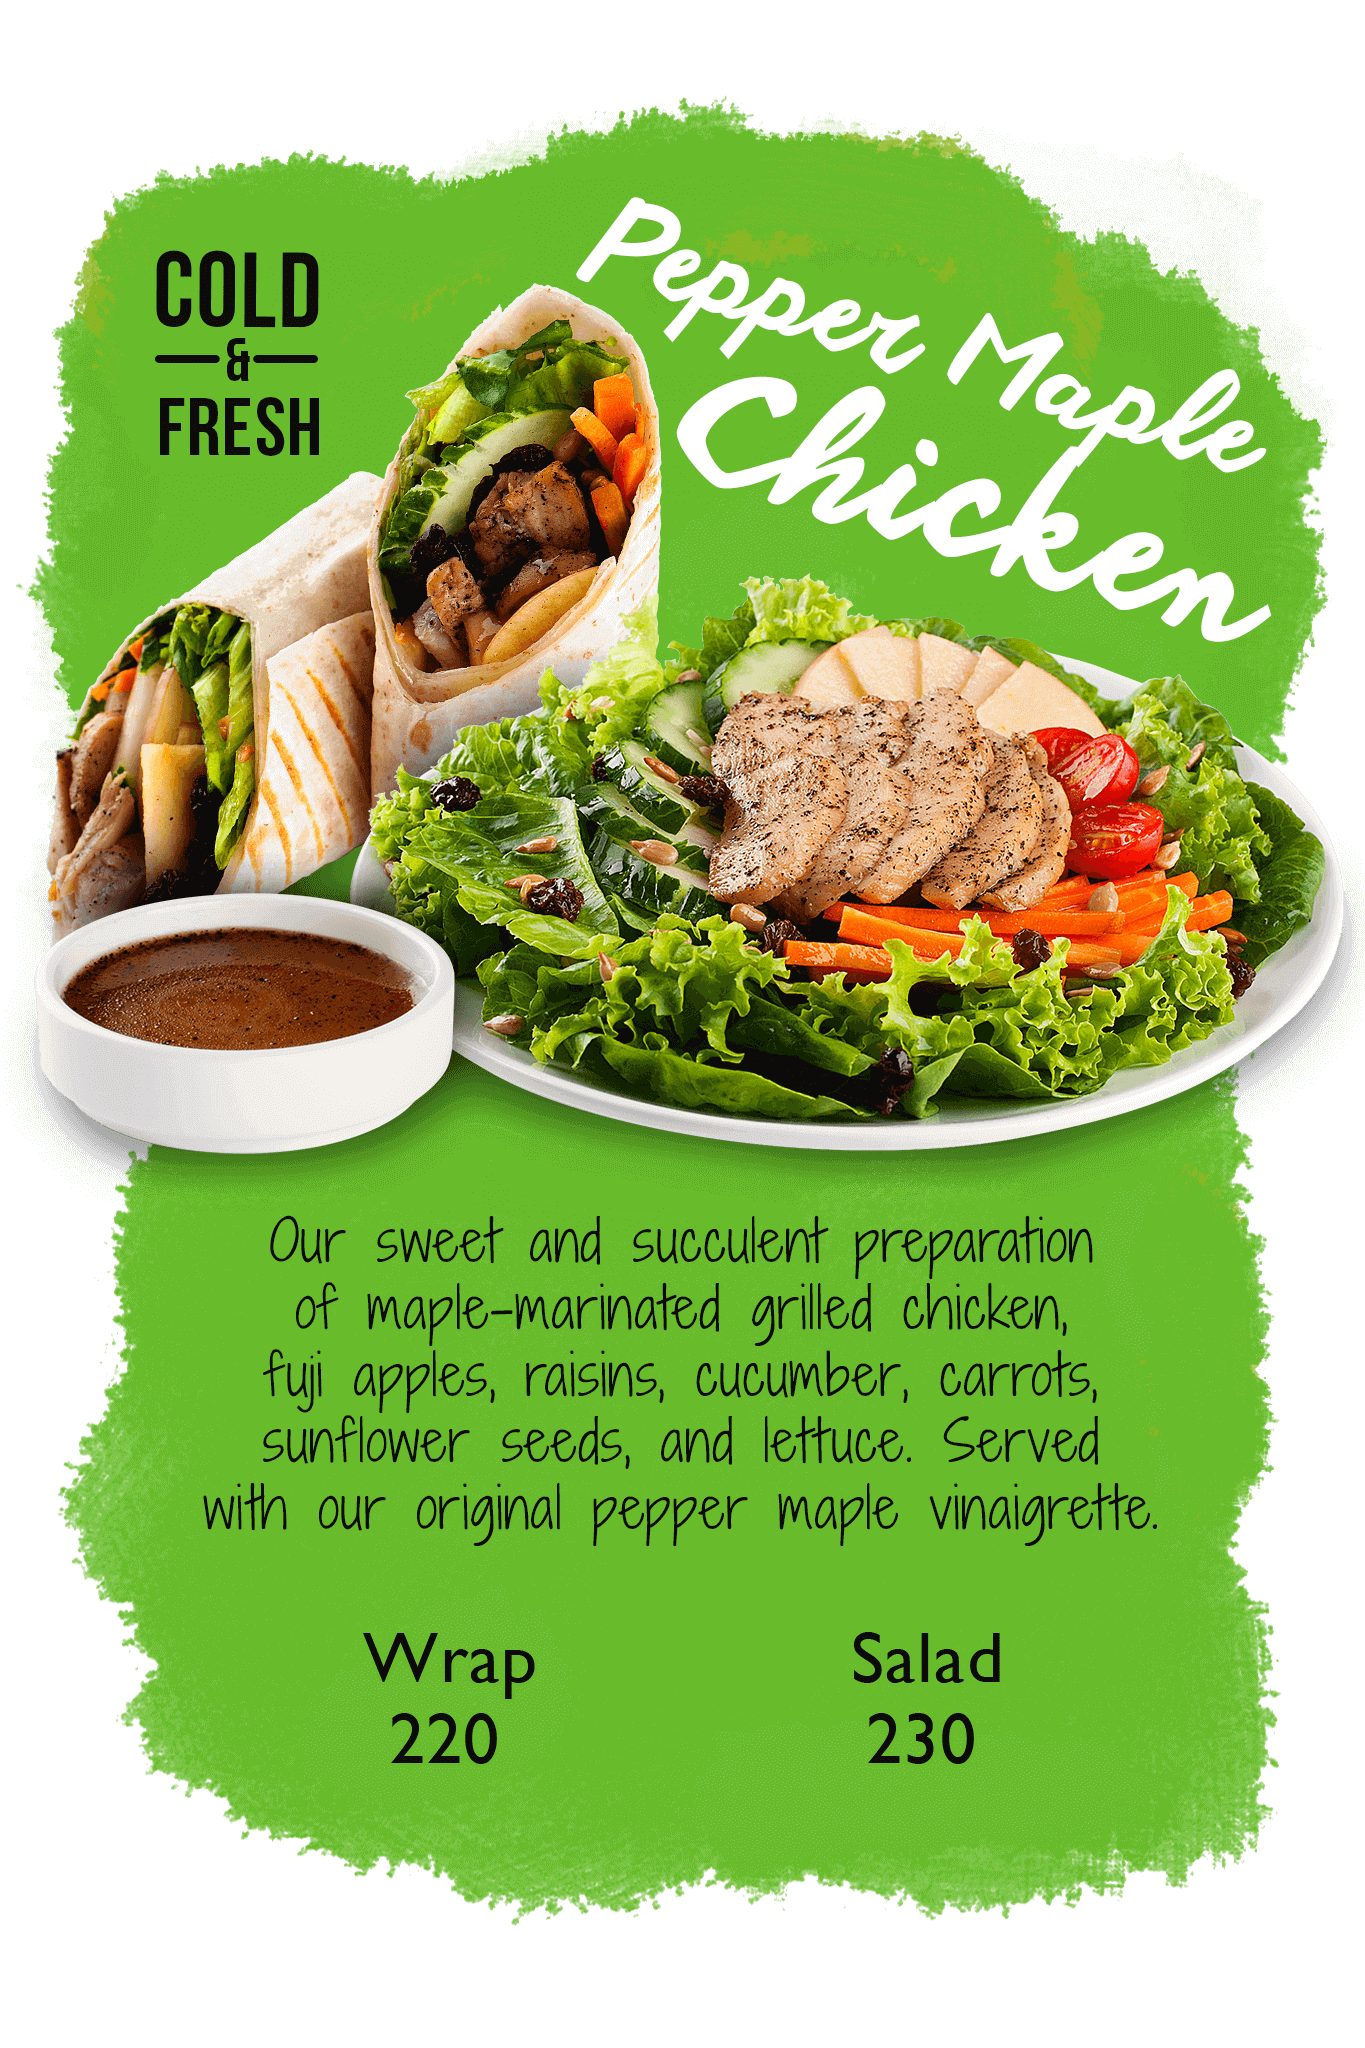 COLD
&
FRESH
Pepper Maple
Chicken
Our sweet and succulent preparation
of maple-marinated grilled chicken,
fuji apples, raisins, cucumber, carrots,
sunflower seeds, and lettuce. Served
with our original pepper maple vinaigrette.
Wrap Salad
220 230